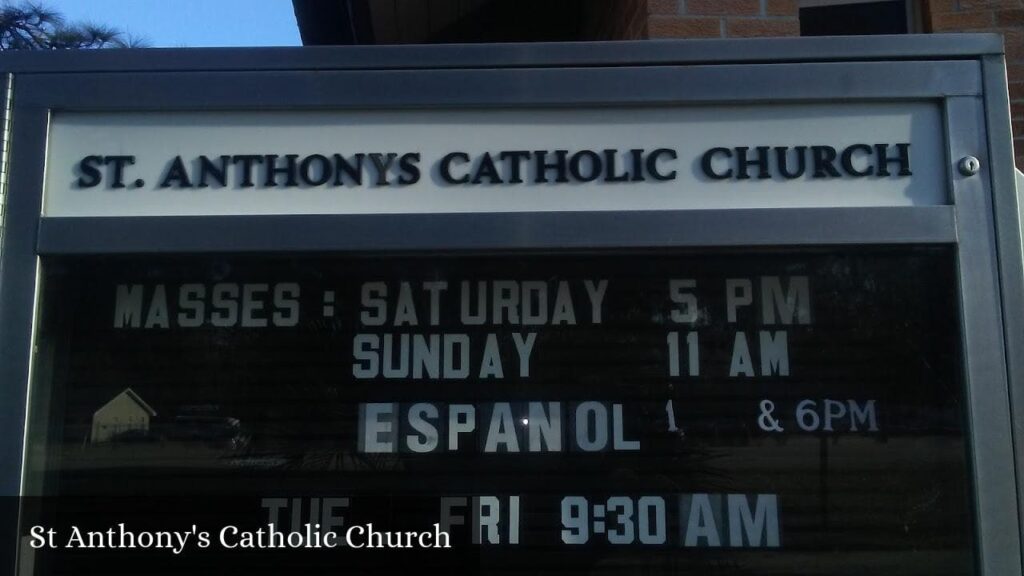 ST. ANTHONYS CATHOLIC CHURCH
MASSES : SATURDAY 5 PM
SUNDAY 11 AM
ESPANOL 1 & 6PM
TUE FRI 9:30 AM
St Anthony's Catholic Church